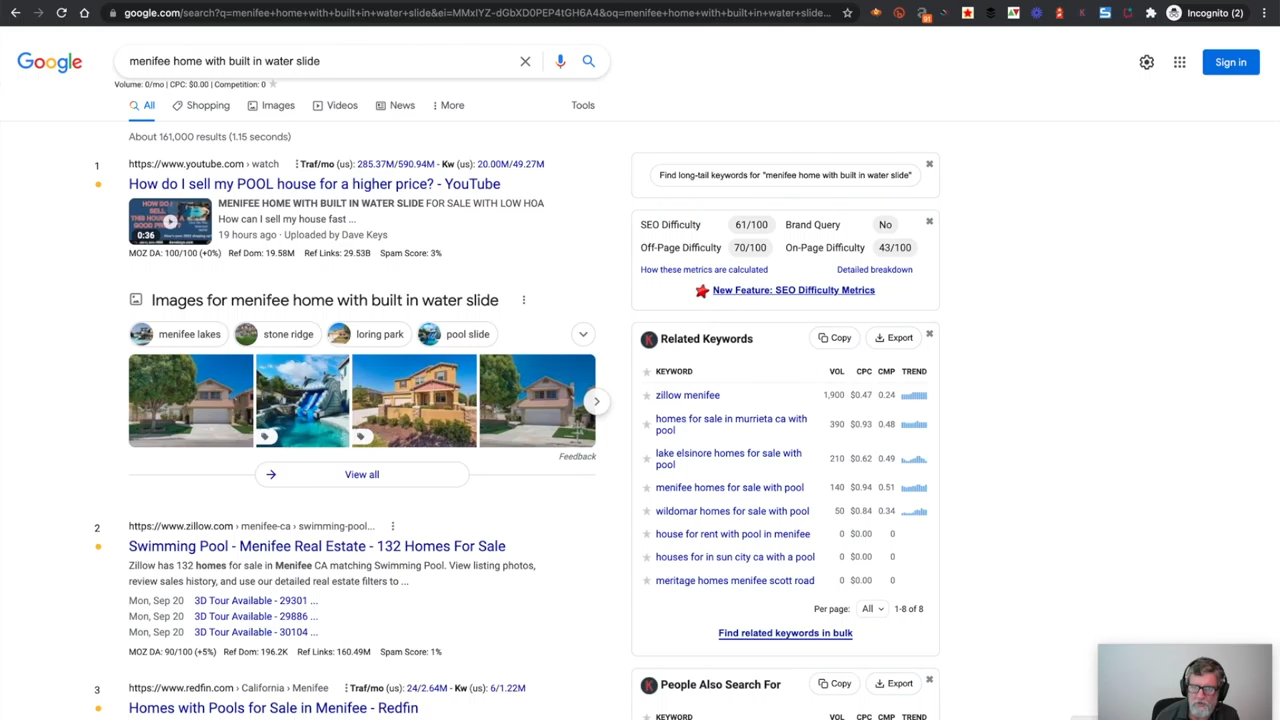 google.com/search?q=menifee+home+with+built+in+water+slide&ei=MMxIYZ-dGbXD0PEP4tGH6A4&oq=menifee+home+with+built+in+water+slide...
91
Incognito (2)
Google
menifee home with built in water slide
Sign in
Volume: 0/mo | CPC: $0.00 | Competition: 0
All
Shopping
Images
Videos
News
More
Tools
About 161,000 results (1.15 seconds)
1
https://www.youtube.com › watch
Traf/mo (us): 285.37M/590.94M - Kw (us): 20.00M/49.27M
How do I sell my POOL house for a higher price? - YouTube
0:36
MENIFEE HOME WITH BUILT IN WATER SLIDE FOR SALE WITH LOW HOA
How can I sell my house fast ...
19 hours ago · Uploaded by Dave Keys
MOZ DA: 100/100 (+0%) Ref Dom: 19.58M Ref Links: 29.53B Spam Score: 3%
Images for menifee home with built in water slide
menifee lakes
stone ridge
loring park
pool slide
Feedback
View all
2
https://www.zillow.com › menifee-ca › swimming-pool...
Swimming Pool - Menifee Real Estate - 132 Homes For Sale
Zillow has 132 homes for sale in Menifee CA matching Swimming Pool. View listing photos,
review sales history, and use our detailed real estate filters to ...
Mon, Sep 20 3D Tour Available - 29301 ...
Mon, Sep 20 3D Tour Available - 29886 ...
Mon, Sep 20 3D Tour Available - 30104 ...
MOZ DA: 90/100 (+5%) Ref Dom: 196.2K Ref Links: 160.49M Spam Score: 1%
3
https://www.redfin.com › California › Menifee
Traf/mo (us): 24/2.64M - Kw (us): 6/1.22M
Homes with Pools for Sale in Menifee - Redfin
Find long-tail keywords for "menifee home with built in water slide"
SEO Difficulty 61/100 Brand Query No
Off-Page Difficulty 70/100 On-Page Difficulty 43/100
How these metrics are calculated Detailed breakdown
New Feature: SEO Difficulty Metrics
Related Keywords Copy Export
KEYWORD VOL CPC CMP TREND
zillow menifee 1,900 $0.47 0.24
homes for sale in murrieta ca with
pool 390 $0.93 0.48
lake elsinore homes for sale with
pool 210 $0.62 0.49
menifee homes for sale with pool 140 $0.94 0.51
wildomar homes for sale with pool 50 $0.84 0.34
house for rent with pool in menifee 0 $0.00 0
houses for in sun city ca with a pool 0 $0.00 0
meritage homes menifee scott road 0 $0.00 0
Per page: All 1-8 of 8
Find related keywords in bulk
People Also Search For Copy Export
KEYWORD VOL CPC CMP TREND